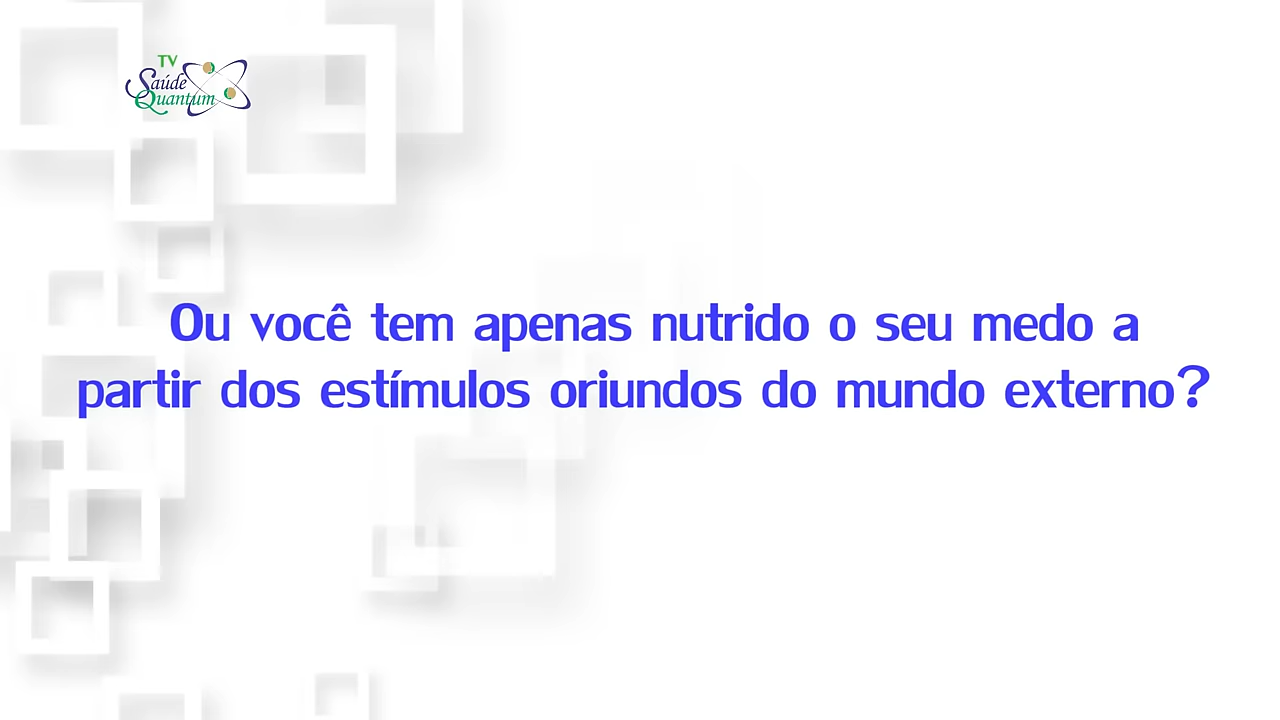 TV
Saúde
Quantum
Ou você tem apenas nutrido o seu medo a
partir dos estímulos oriundos do mundo externo?